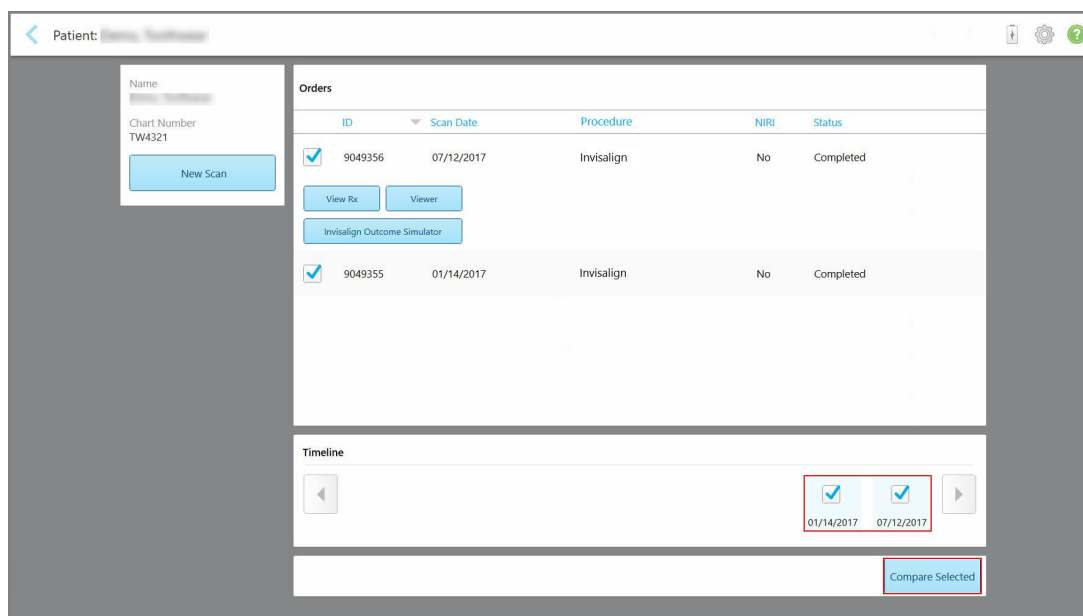 Patient:
Name
Chart Number
TW4321
New Scan
Orders
ID Scan Date Procedure NIRI Status
9049356 07/12/2017 Invisalign No Completed
View Rx Viewer
Invisalign Outcome Simulator
9049355 01/14/2017 Invisalign No Completed
Timeline
01/14/2017 07/12/2017
Compare Selected